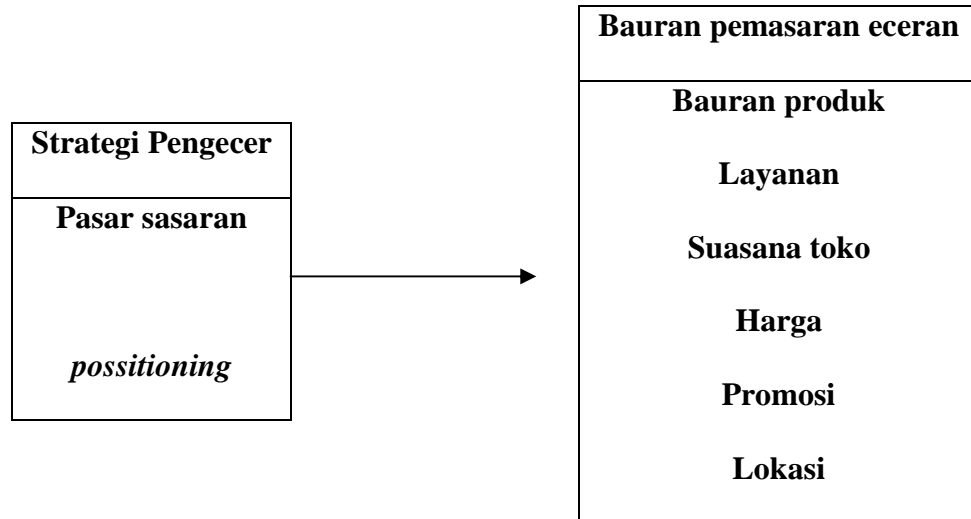 Strategi Pengecer
Pasar sasaran
possitioning
Bauran pemasaran eceran
Bauran produk
Layanan
Suasana toko
Harga
Promosi
Lokasi